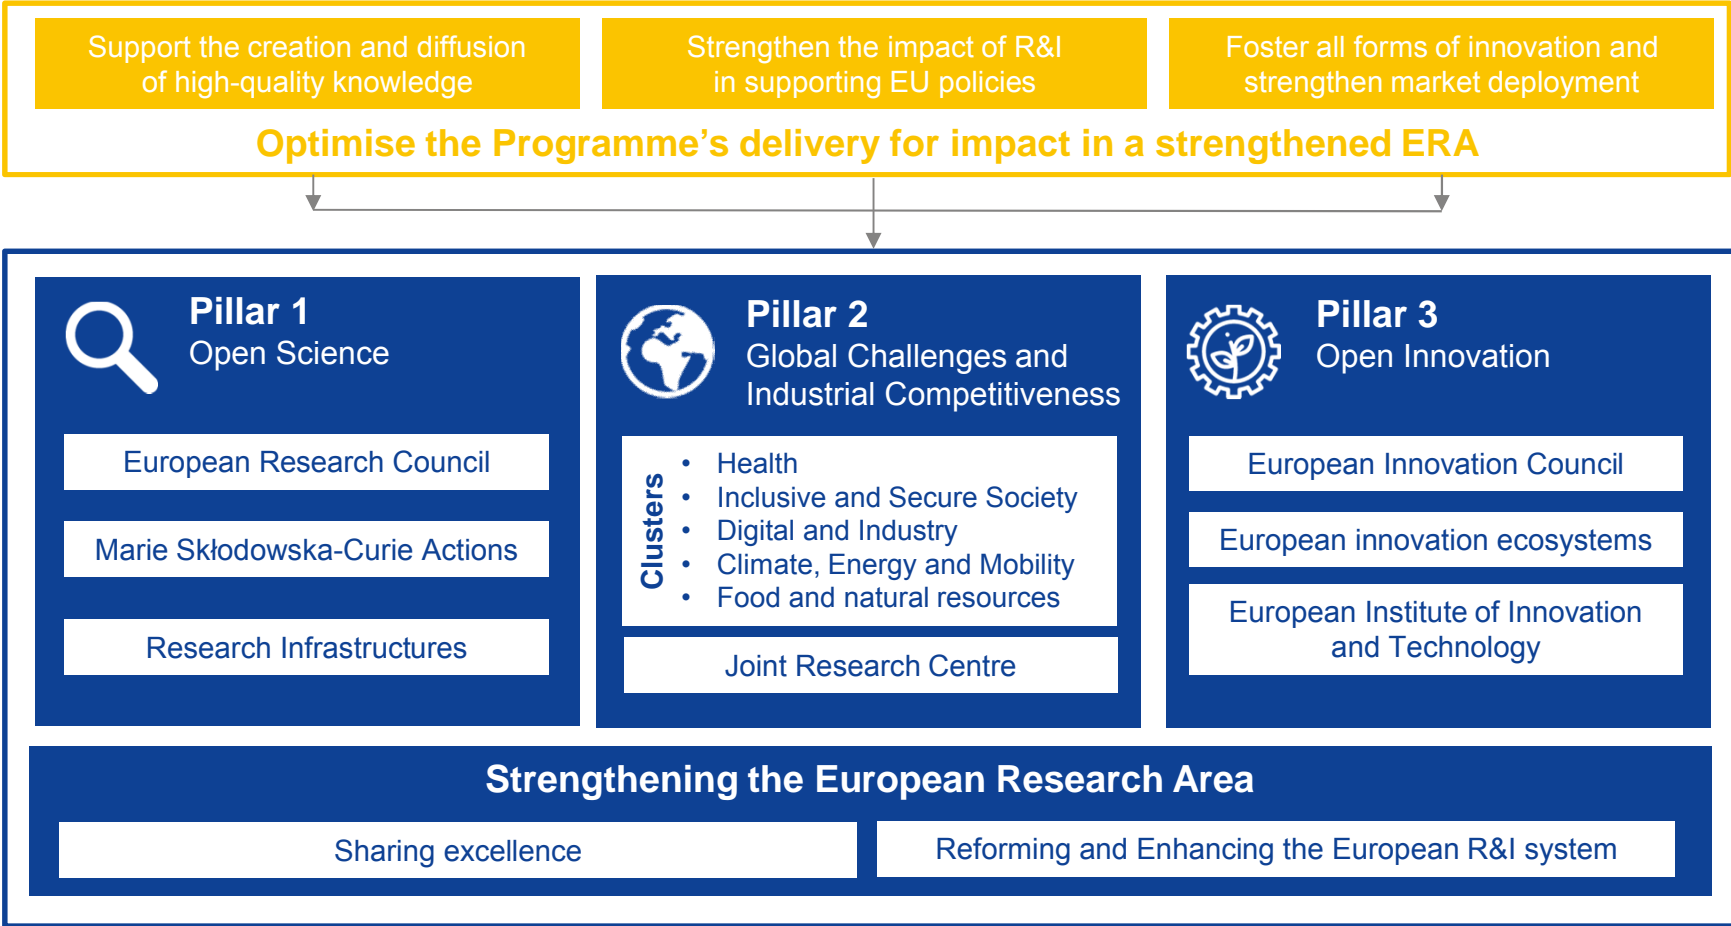 Support the creation and diffusion
of high-quality knowledge
Strengthen the impact of R&I
in supporting EU policies
Foster all forms of innovation and
strengthen market deployment
Optimise the Programme’s delivery for impact in a strengthened ERA
Pillar 1
Open Science
European Research Council
Marie Skłodowska-Curie Actions
Research Infrastructures
Pillar 2
Global Challenges and
Industrial Competitiveness
Clusters
• Health
• Inclusive and Secure Society
• Digital and Industry
• Climate, Energy and Mobility
• Food and natural resources
Joint Research Centre
Pillar 3
Open Innovation
European Innovation Council
European innovation ecosystems
European Institute of Innovation
and Technology
Strengthening the European Research Area
Sharing excellence
Reforming and Enhancing the European R&I system